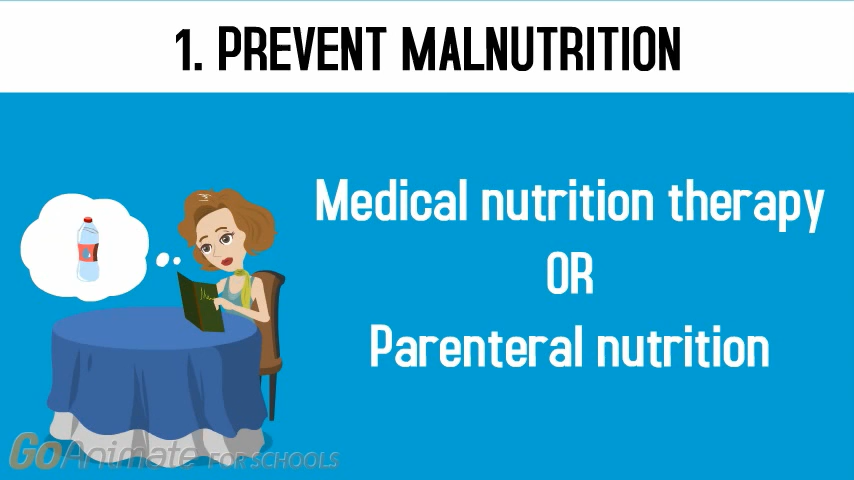 1. PREVENT MALNUTRITION
Medical nutrition therapy
OR
Parenteral nutrition
GoAnimate FOR SCHOOLS